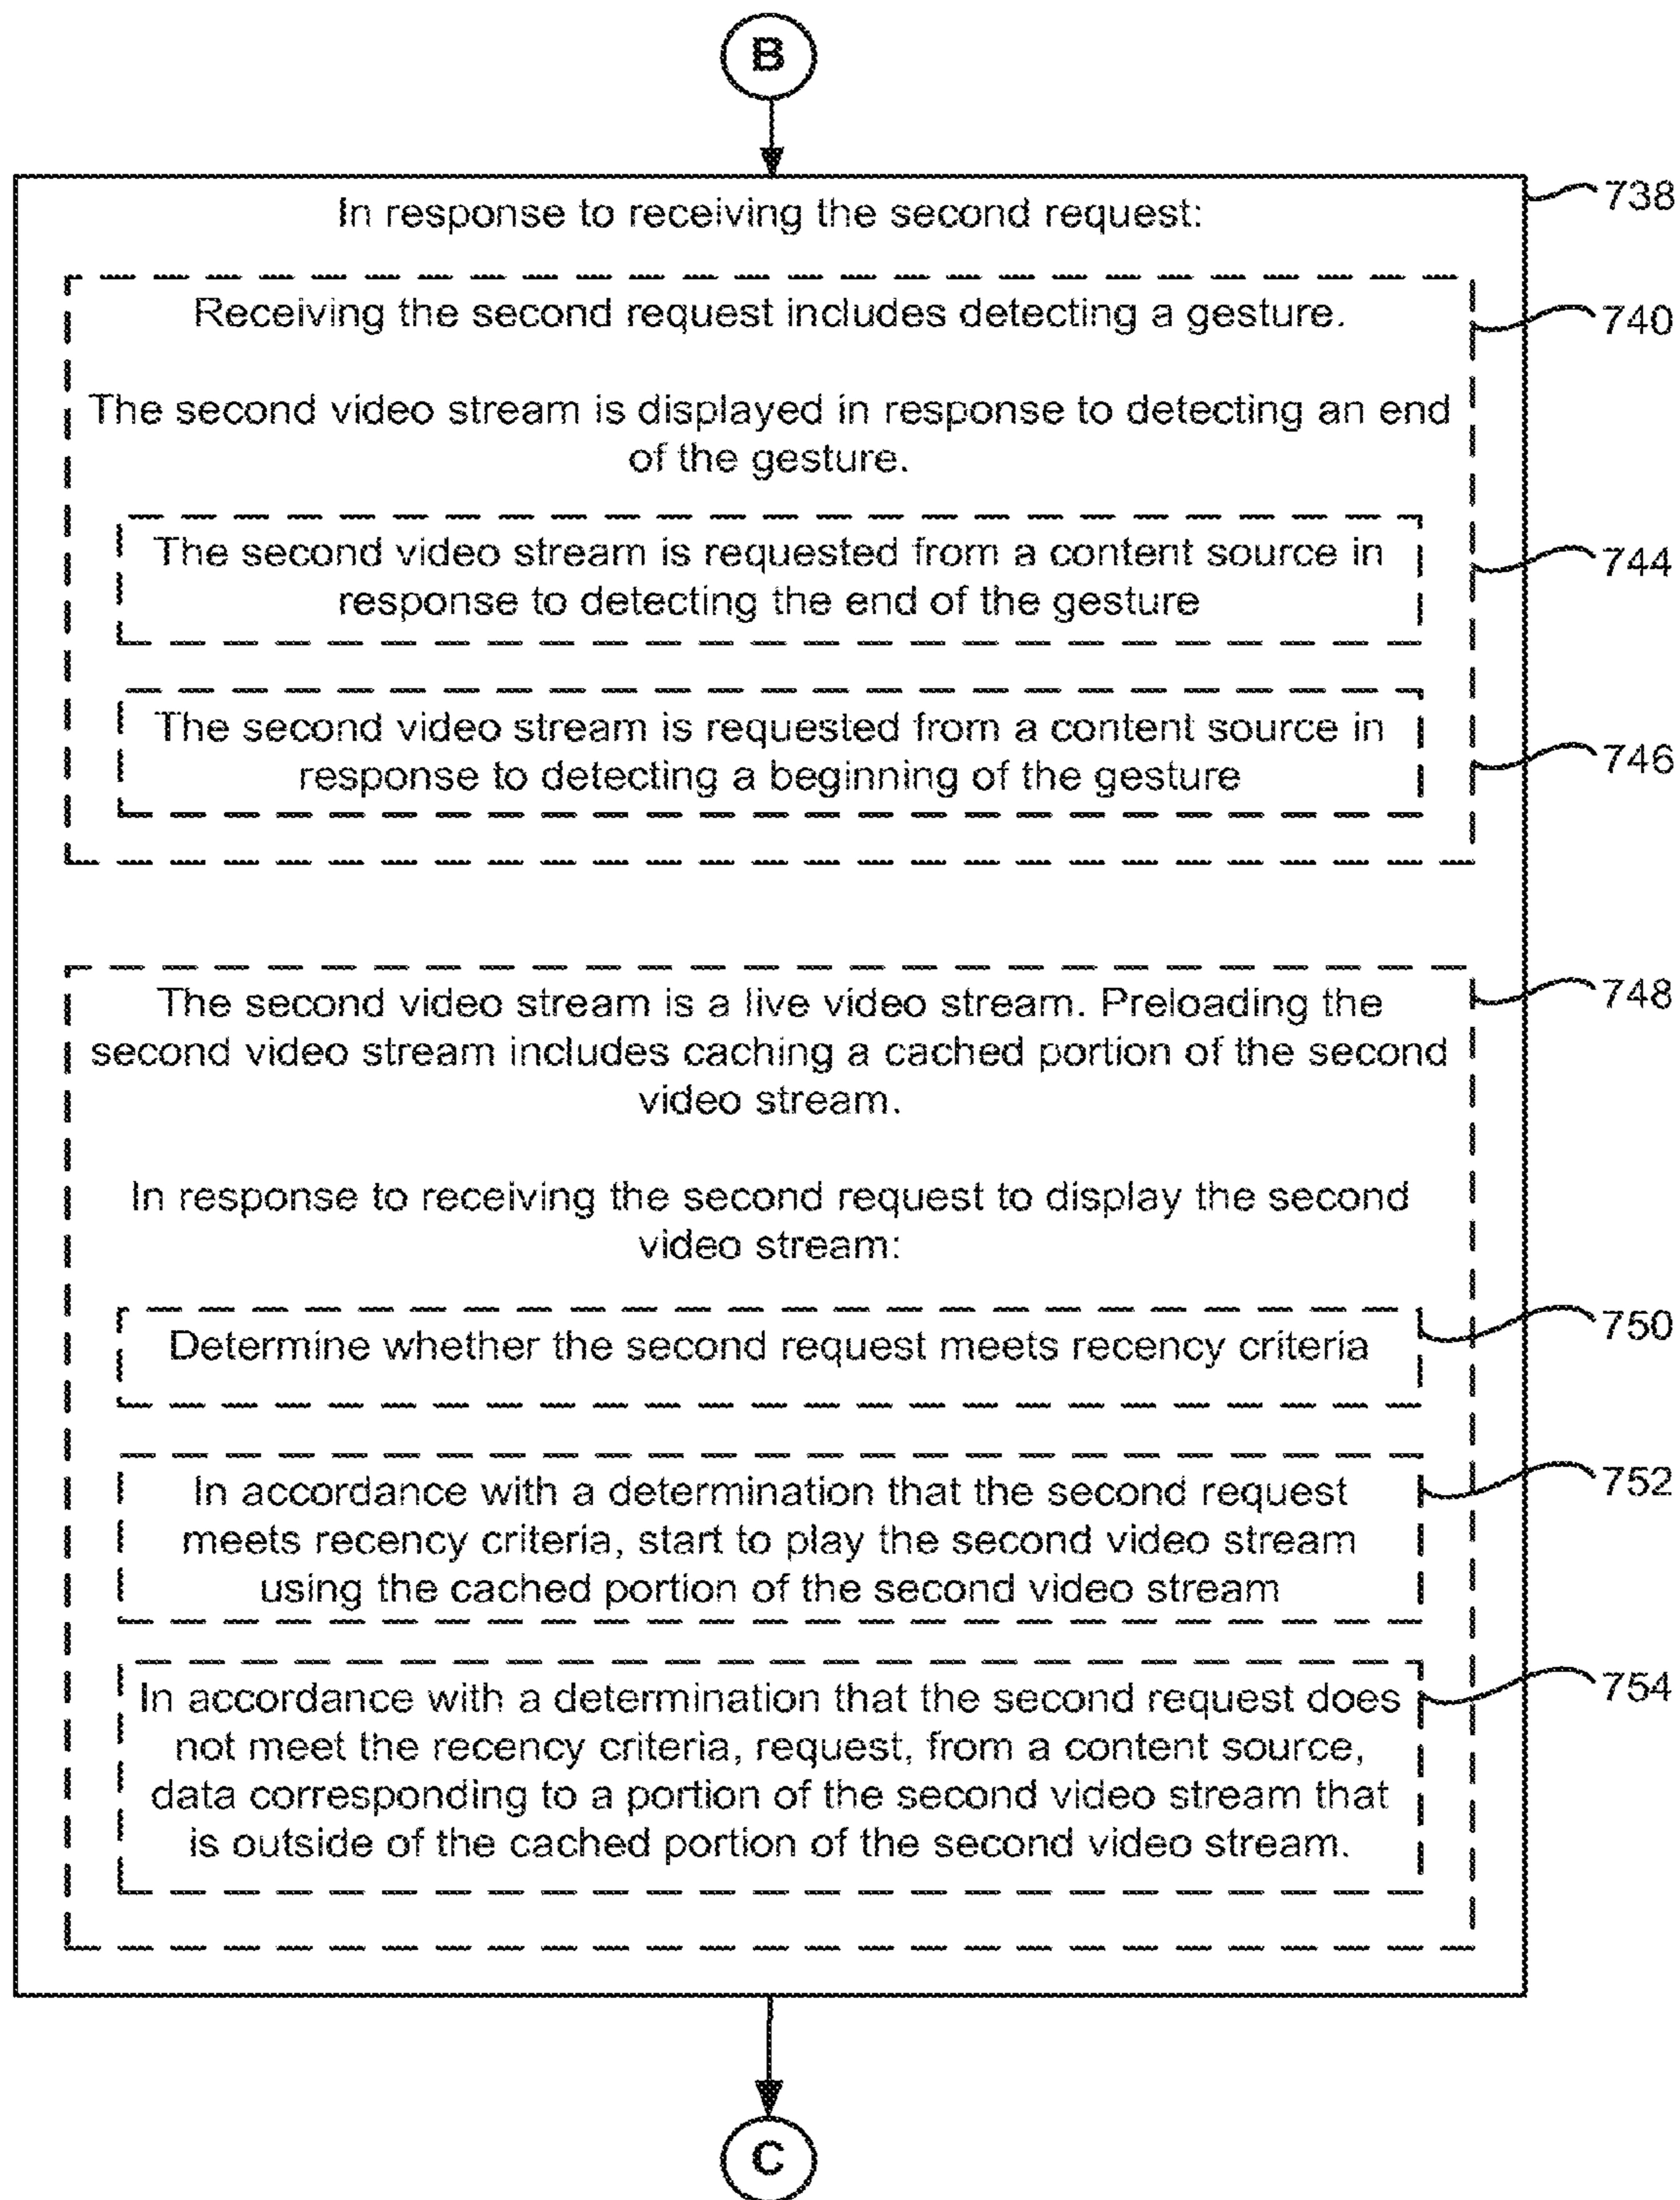 B
In response to receiving the second request:
738
Receiving the second request includes detecting a gesture.
740
The second video stream is displayed in response to detecting an end
of the gesture.
The second video stream is requested from a content source in
response to detecting the end of the gesture
744
The second video stream is requested from a content source in
response to detecting a beginning of the gesture
746
The second video stream is a live video stream. Preloading the
second video stream includes caching a cached portion of the second
video stream.
748
In response to receiving the second request to display the second
video stream:
Determine whether the second request meets recency criteria
750
In accordance with a determination that the second request
meets recency criteria, start to play the second video stream
using the cached portion of the second video stream
752
In accordance with a determination that the second request does
not meet the recency criteria, request, from a content source,
data corresponding to a portion of the second video stream that
is outside of the cached portion of the second video stream.
754
C